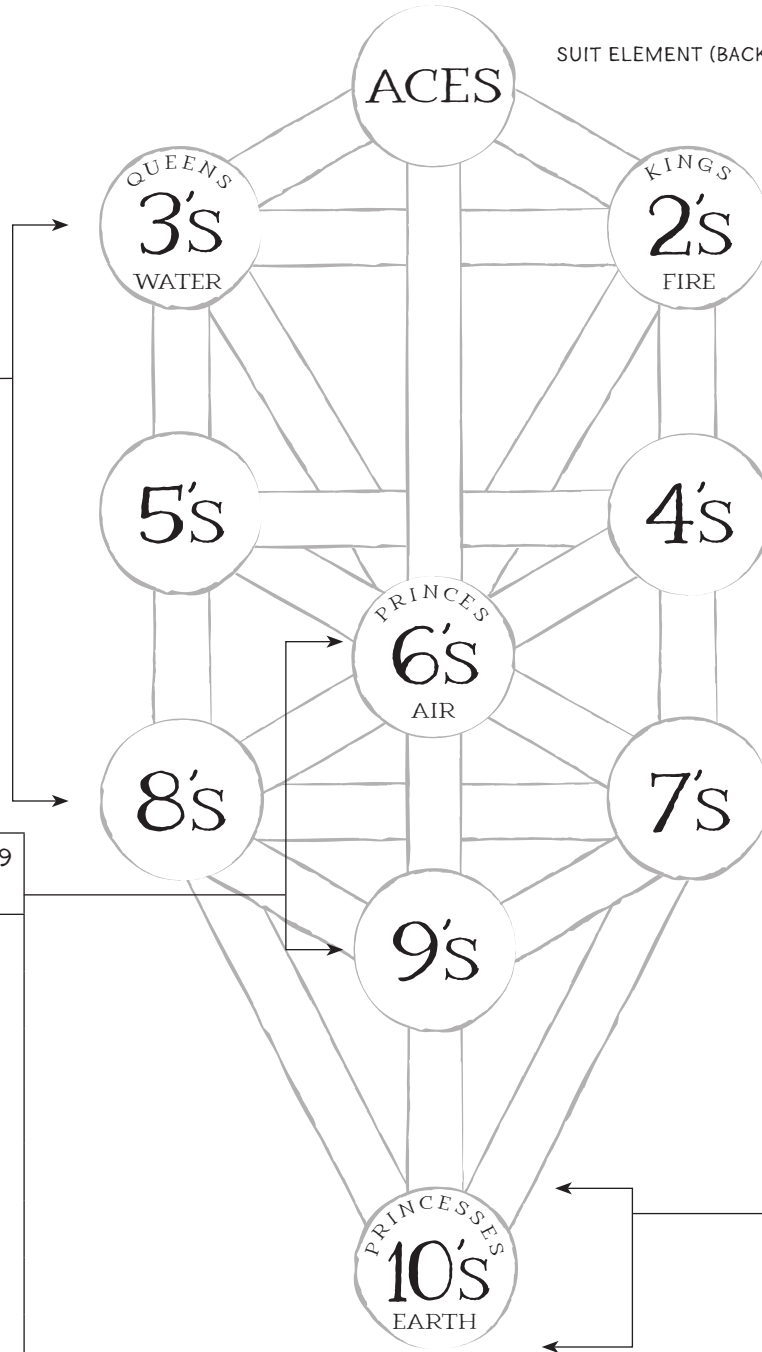 ACES
SUIT ELEMENT (BACK
QUEENS
3'S
WATER
KINGS
2'S
FIRE
5'S
4'S
PRINCES
6'S
AIR
8'S
7'S
9
9'S
PRINCESSES
10'S
EARTH